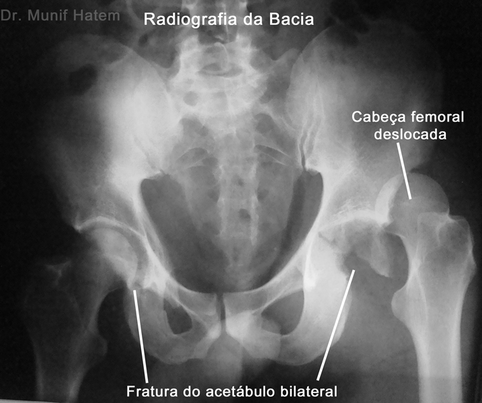 Dr. Munif Hatem
Radiografia da Bacia
Cabeça femoral
deslocada
Fratura do acetábulo bilateral